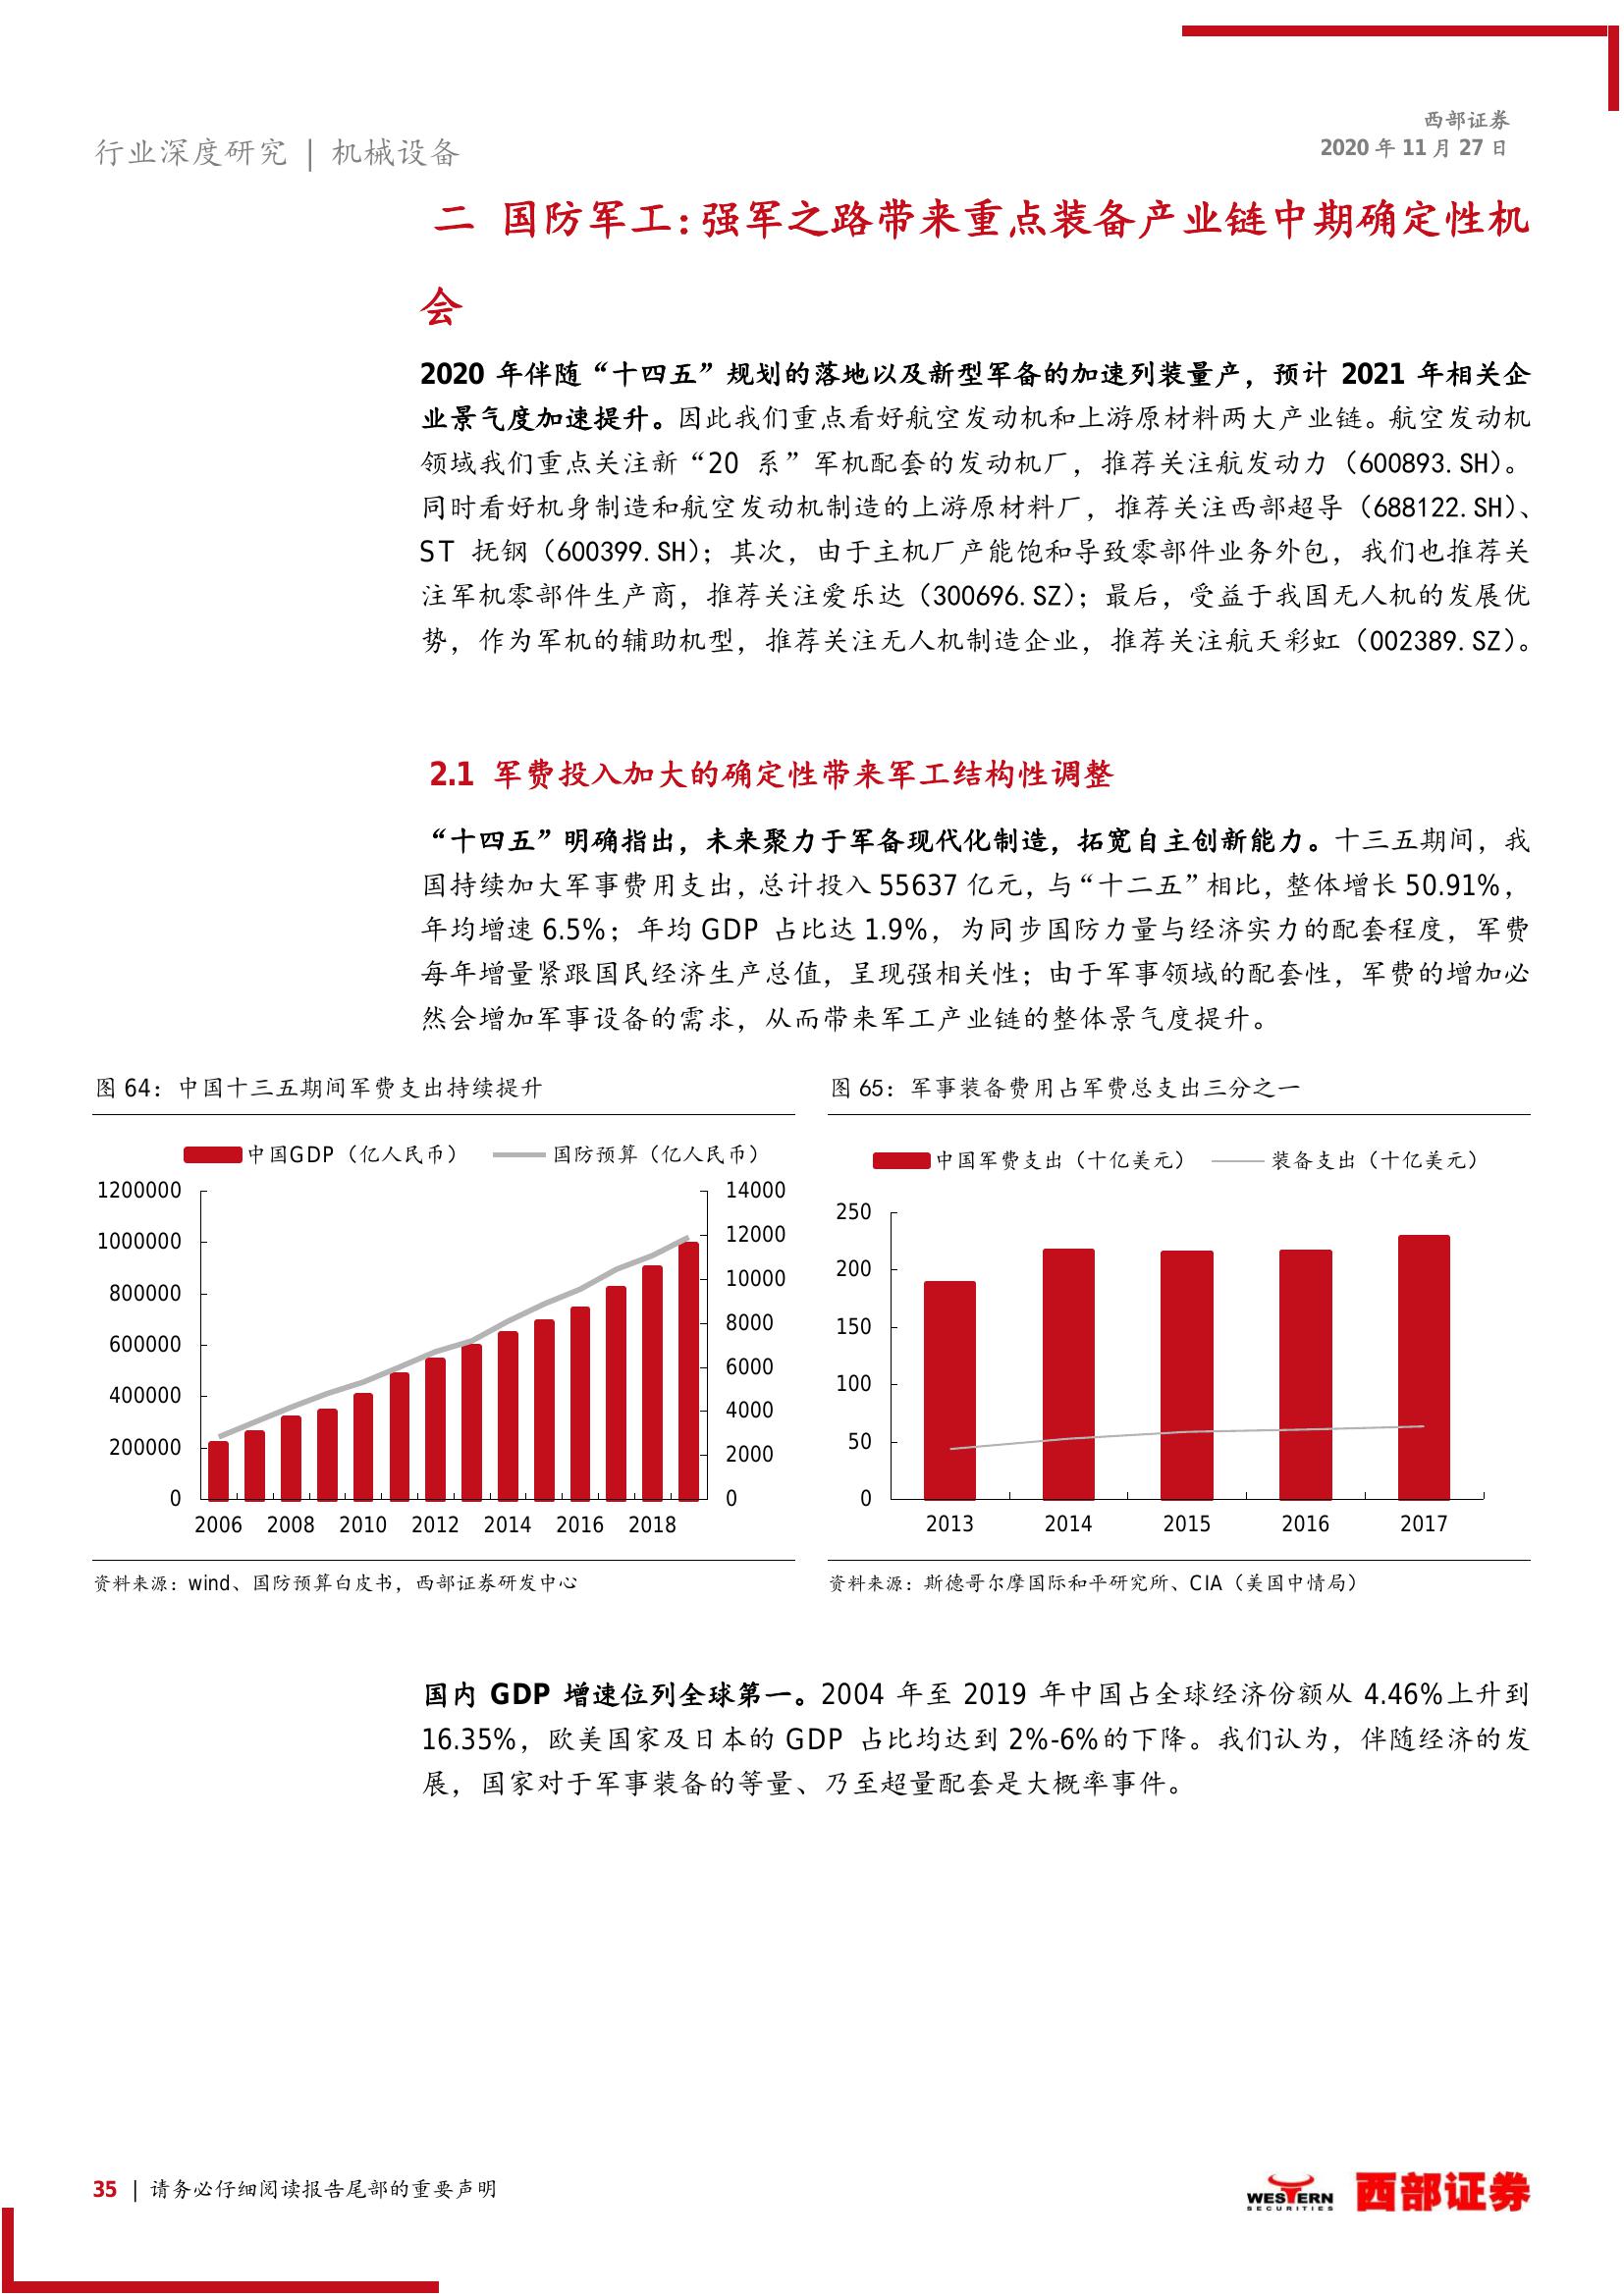 西部证券
行业深度研究 | 机械设备
2020 年 11 月 27 日
二 国防军工：强军之路带来重点装备产业链中期确定性机
会
2020 年伴随“十四五”规划的落地以及新型军备的加速列装量产，预计 2021 年相关企
业景气度加速提升。因此我们重点看好航空发动机和上游原材料两大产业链。航空发动机
领域我们重点关注新“20 系”军机配套的发动机厂，推荐关注航发动力（600893.SH）。
同时看好机身制造和航空发动机制造的上游原材料厂，推荐关注西部超导（688122.SH）、
ST 抚钢（600399.SH）；其次，由于主机厂产能饱和导致零部件业务外包，我们也推荐关
注军机零部件生产商，推荐关注爱乐达（300696.SZ）；最后，受益于我国无人机的发展优
势，作为军机的辅助机型，推荐关注无人机制造企业，推荐关注航天彩虹（002389.SZ）。
2.1 军费投入加大的确定性带来军工结构性调整
“十四五”明确指出，未来聚力于军备现代化制造，拓宽自主创新能力。十三五期间，我
国持续加大军事费用支出，总计投入 55637 亿元，与“十二五”相比，整体增长 50.91%，
年均增速 6.5%；年均 GDP 占比达 1.9%，为同步国防力量与经济实力的配套程度，军费
每年增量紧跟国民经济生产总值，呈现强相关性；由于军事领域的配套性，军费的增加必
然会增加军事设备的需求，从而带来军工产业链的整体景气度提升。
图 64：中国十三五期间军费支出持续提升
中国GDP（亿人民币） 国防预算（亿人民币）
1200000
1000000
800000
600000
400000
200000
0
14000
12000
10000
8000
6000
4000
2000
0
2006 2008 2010 2012 2014 2016 2018
资料来源：wind、国防预算白皮书，西部证券研发中心
图 65：军事装备费用占军费总支出三分之一
中国军费支出（十亿美元） 装备支出（十亿美元）
250
200
150
100
50
0
2013 2014 2015 2016 2017
资料来源：斯德哥尔摩国际和平研究所、CIA（美国中情局）
国内 GDP 增速位列全球第一。2004 年至 2019 年中国占全球经济份额从 4.46%上升到
16.35%，欧美国家及日本的 GDP 占比均达到 2%-6%的下降。我们认为，伴随经济的发
展，国家对于军事装备的等量、乃至超量配套是大概率事件。
35 | 请务必仔细阅读报告尾部的重要声明
WESTERN
SECURITIES
西部证券